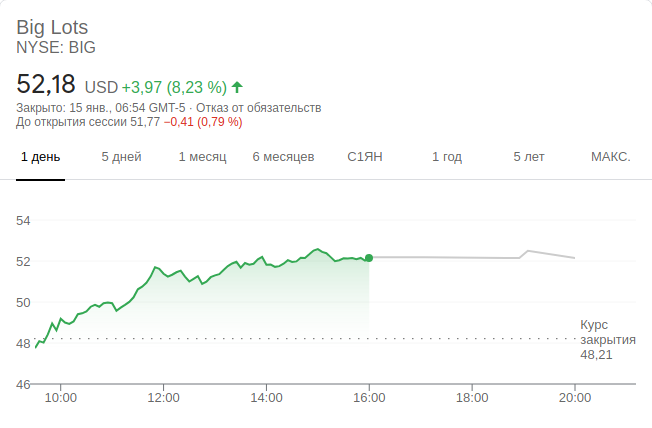 Big Lots
NYSE: BIG
52,18 USD +3,97 (8,23 %)
Закрыто: 15 янв., 06:54 GMT-5 · Отказ от обязательств
До открытия сессии 51,77 −0,41 (0,79 %)
1 день 5 дней 1 месяц 6 месяцев С1ЯН 1 год 5 лет МАКС.
54
52
50
48
46
Курс
закрытия
48,21
10:00 12:00 14:00 16:00 18:00 20:00